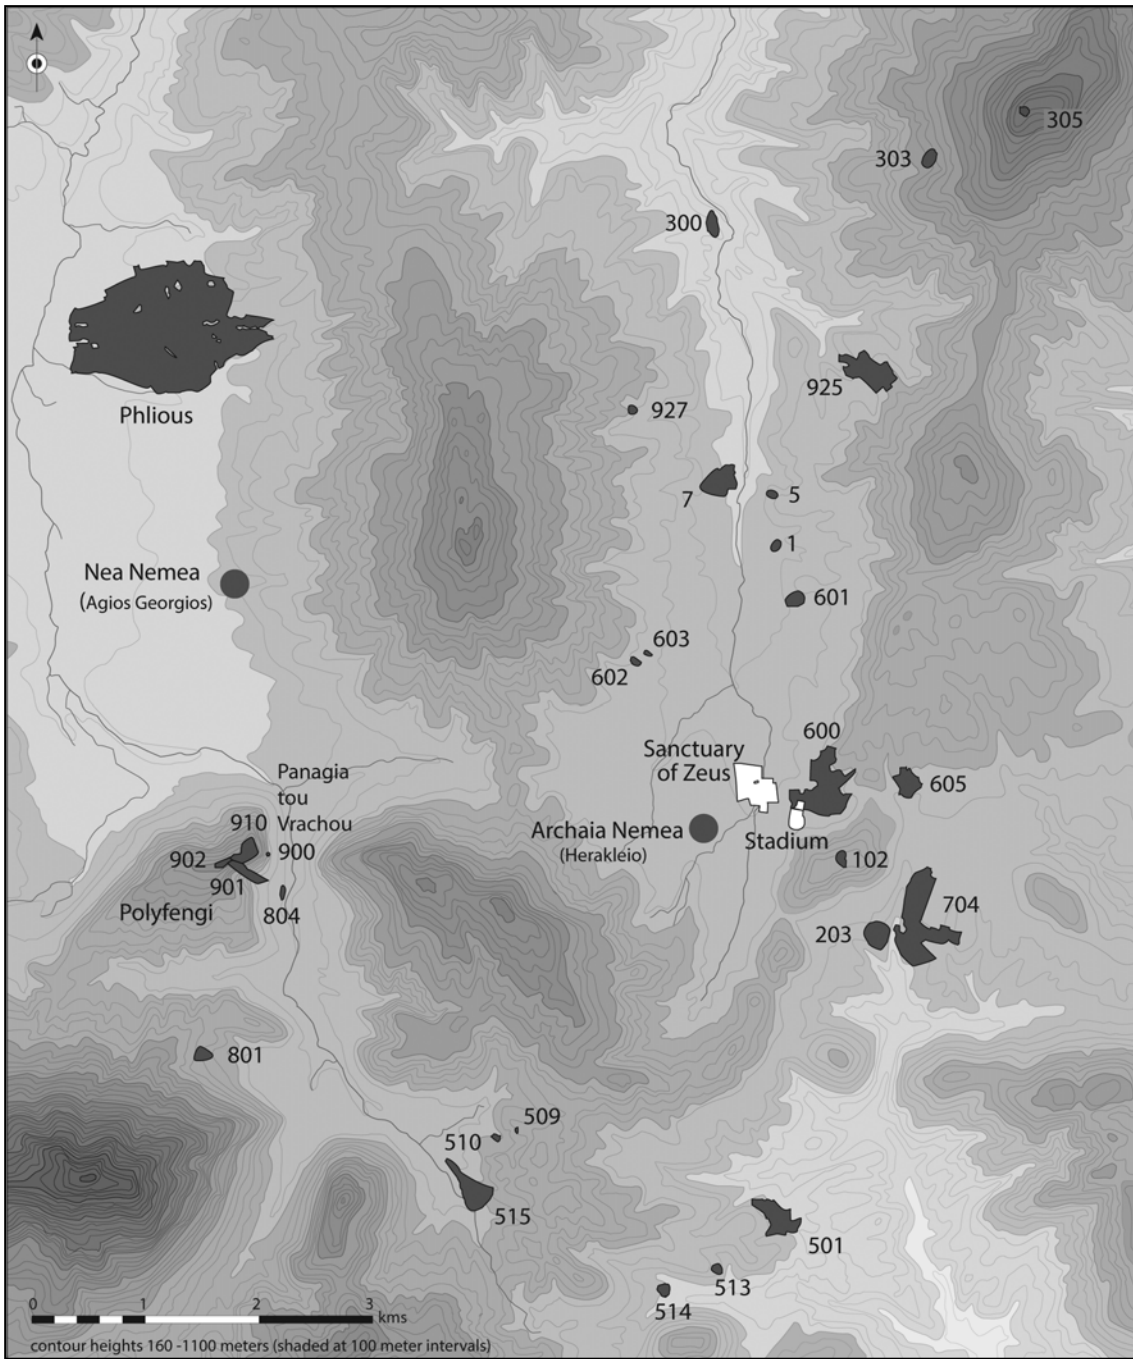 305
303
300
Phlious
925
927
7
5
1
Nea Nemea
(Agios Georgios)
601
603
602
600
Sanctuary
of Zeus
605
Panagia
tou
Vrachou
910
900
902
901
Archaia Nemea
(Herakleio)
Stadium
102
Polyfengi
804
704
203
801
509
510
515
501
513
514
0 1 2 3
kms
contour heights 160 -1100 meters (shaded at 100 meter intervals)